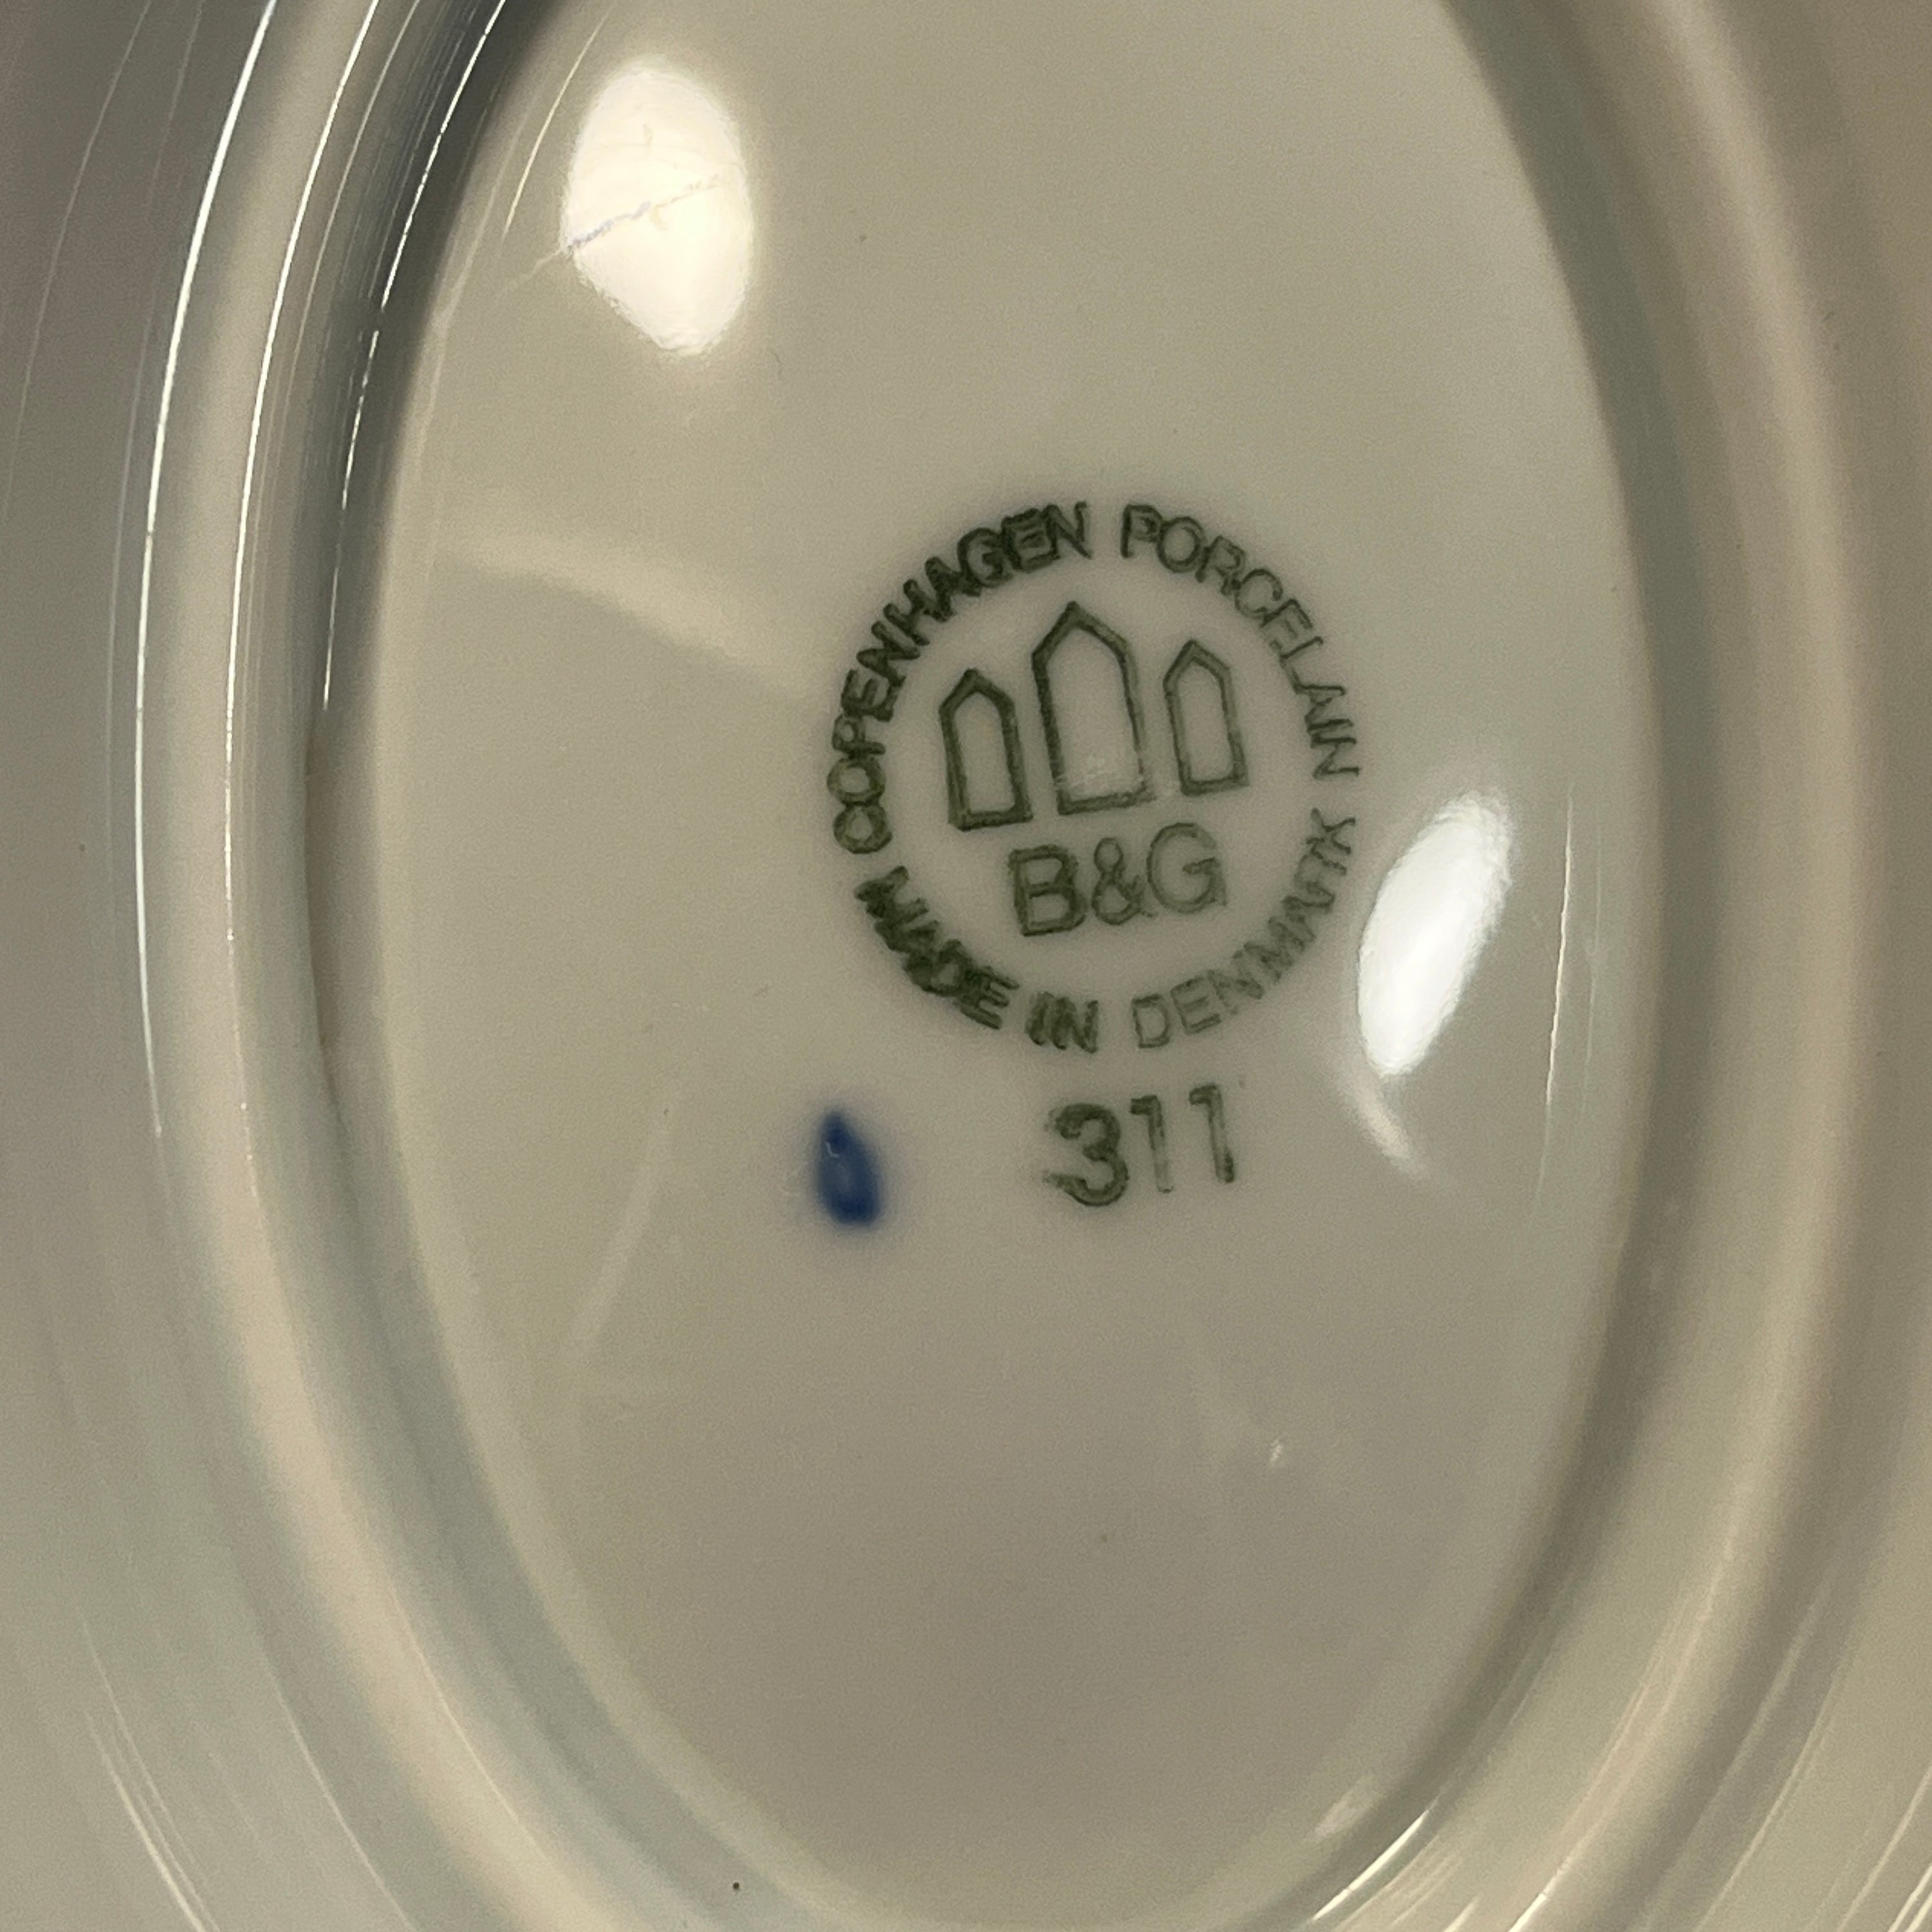 COPENHAGEN PORCELAIN
B&G
MADE IN DENMARK
311